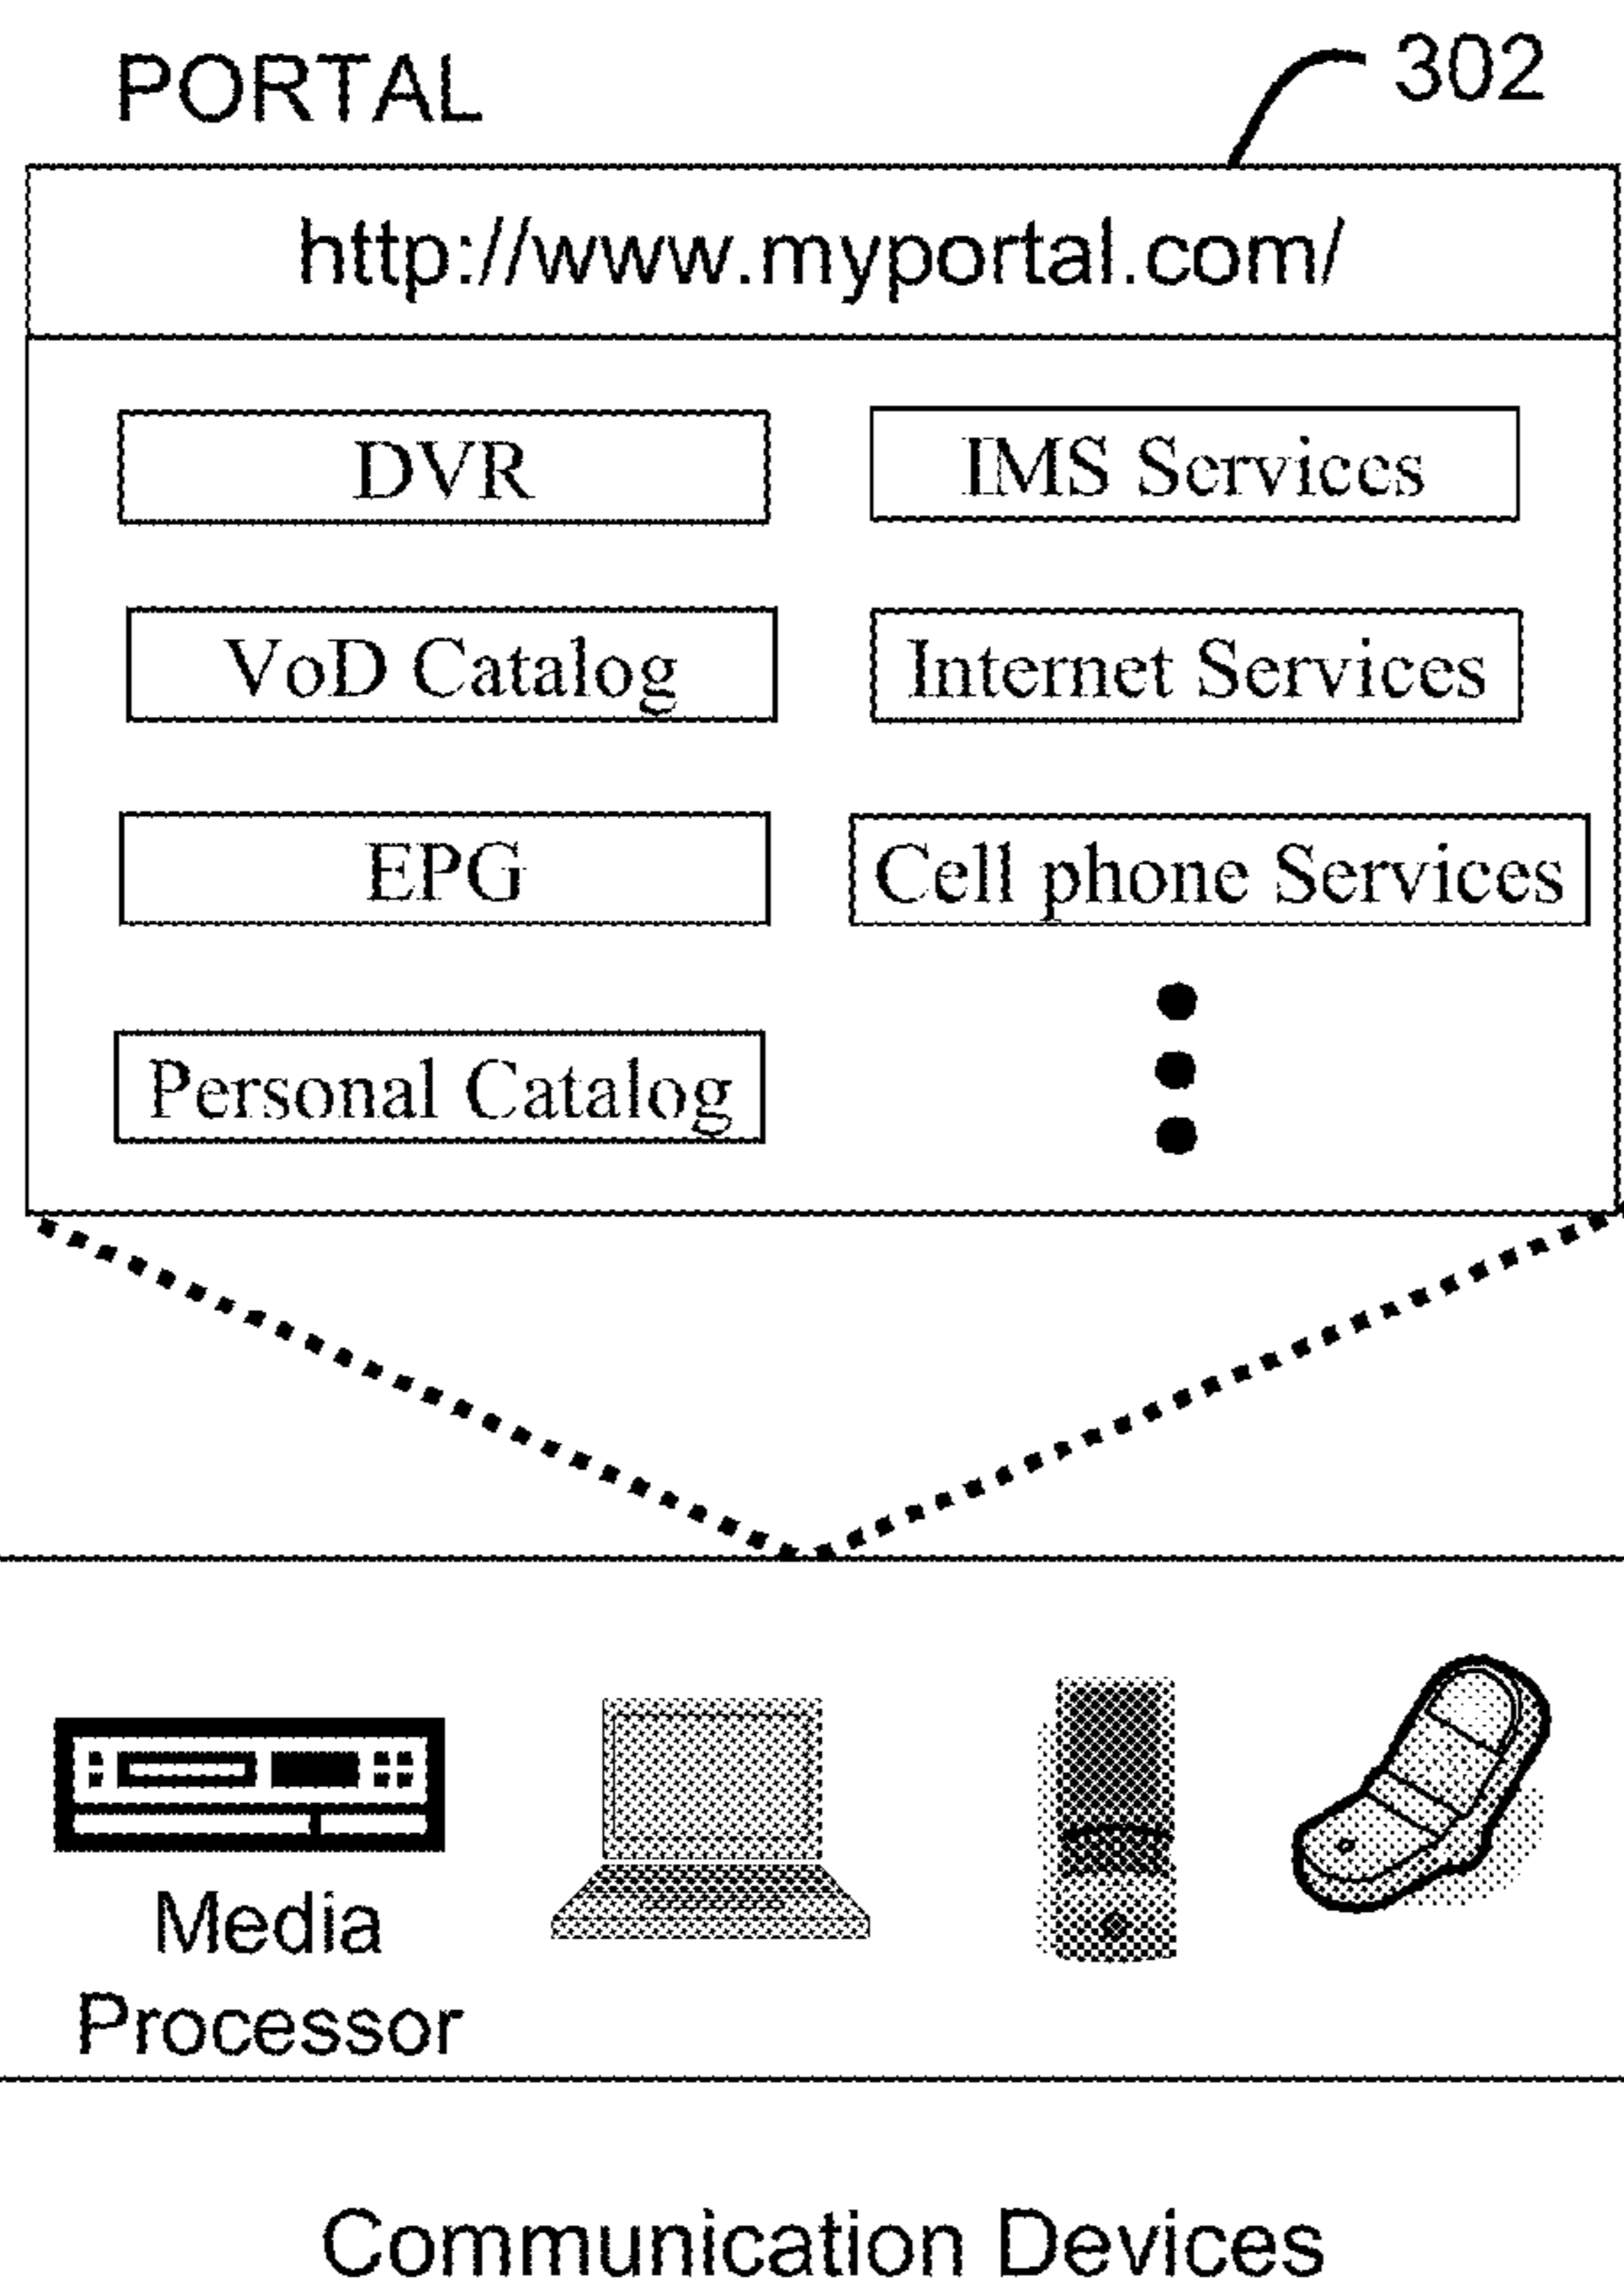 PORTAL
302
http://www.myportal.com/
DVR
IMS Services
VoD Catalog
Internet Services
EPG
Cell phone Services
Personal Catalog
Media
Processor
Communication Devices